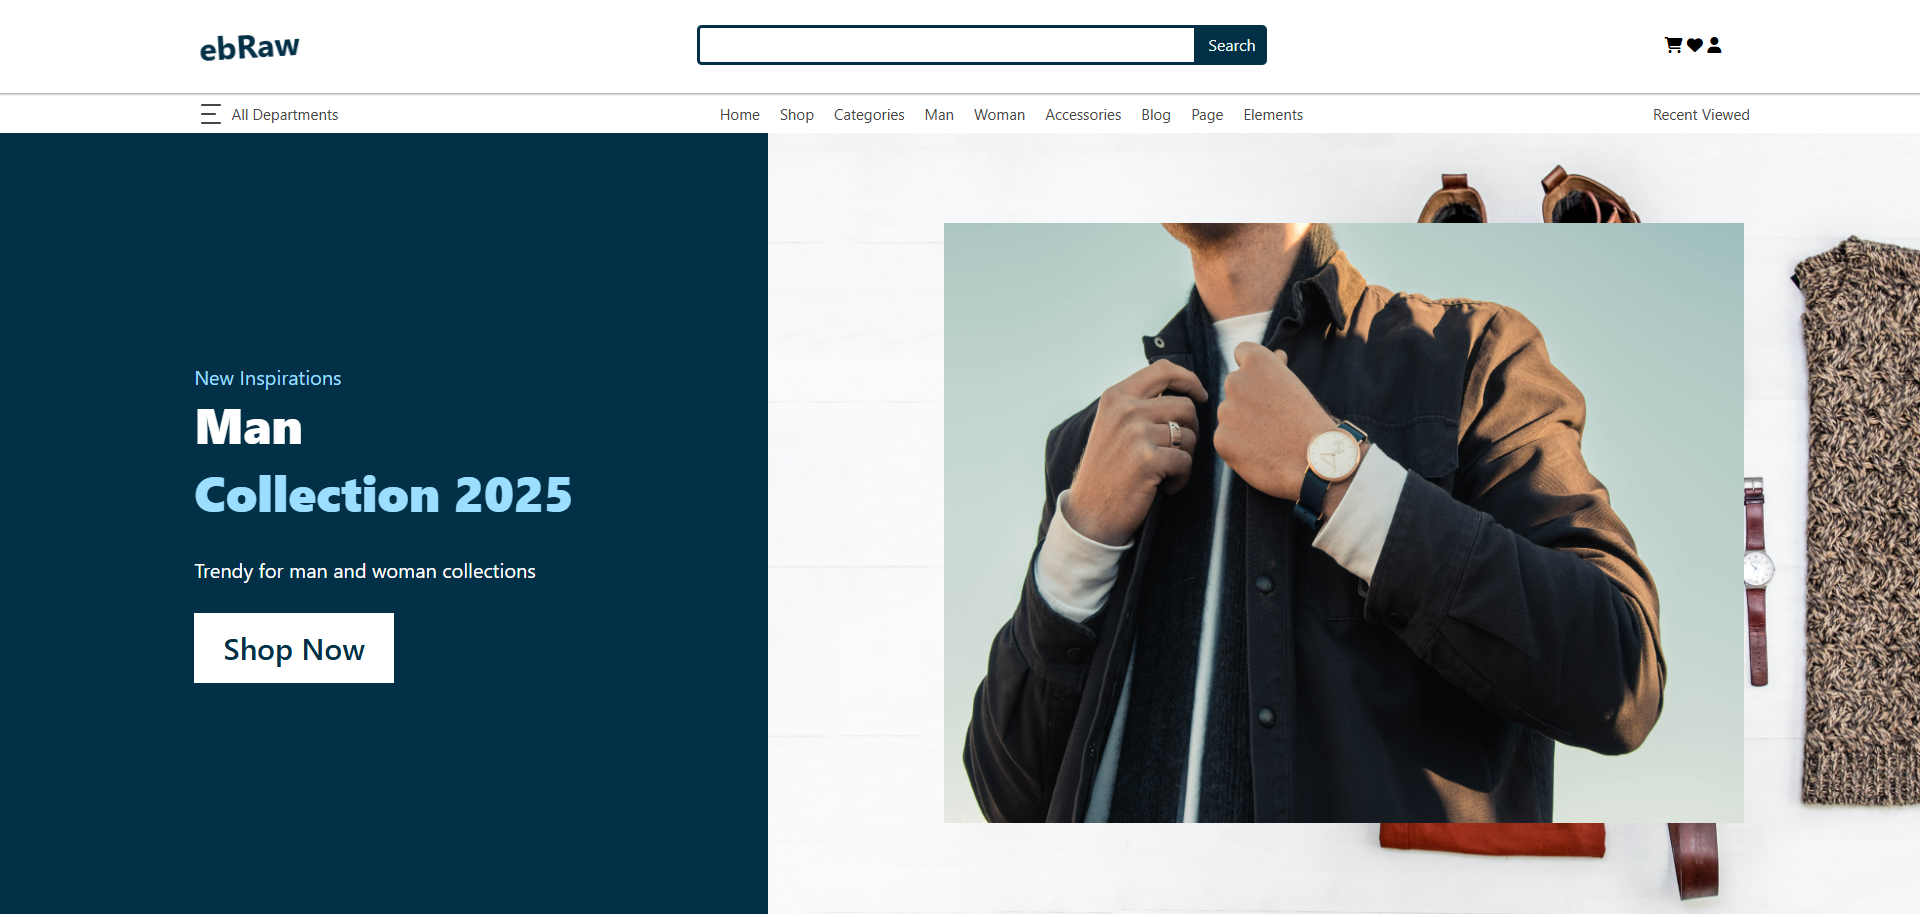 ebRaw
Search
All Departments
Home Shop Categories Man Woman Accessories Blog Page Elements
Recent Viewed
New Inspirations
Man
Collection 2025
Trendy for man and woman collections
Shop Now